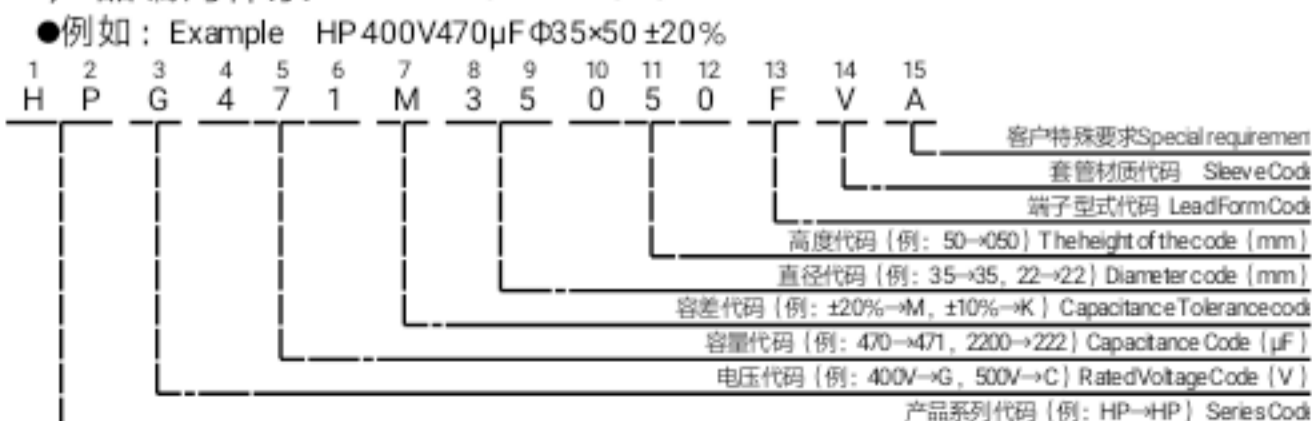 ●例如：Example HP400V470μFΦ35×50 ±20%
1 2 3 4 5 6 7 8 9 10 11 12 13 14 15
H P G 4 7 1 M 3 5 0 5 0 F V A
客户特殊要求Special requiremen
套管材质代码 Sleeve Cod
端子型式代码 Lead Form Cod
高度代码（例：50→050）The height of the code（mm）
直径代码（例：35→35，22→22）Diameter code（mm）
容差代码（例：±20%→M，±10%→K）Capacitance Tolerance cod
容量代码（例：470→471，2200→222）Capacitance Code（μF）
电压代码（例：400V→G，500V→C）Rated Voltage Code（V）
产品系列代码（例：HP→HP）Series Cod